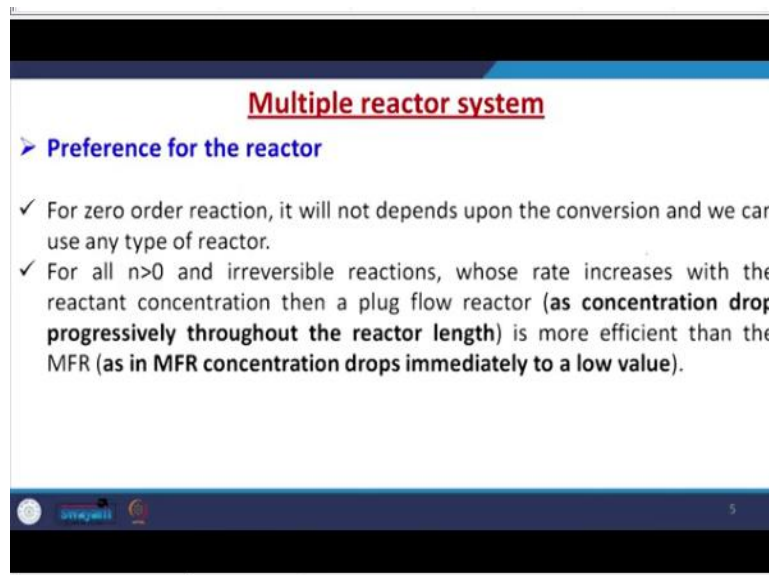 Multiple reactor system
➢ Preference for the reactor
✓ For zero order reaction, it will not depends upon the conversion and we can
use any type of reactor.
✓ For all n>0 and irreversible reactions, whose rate increases with the
reactant concentration then a plug flow reactor (as concentration drop
progressively throughout the reactor length) is more efficient than the
MFR (as in MFR concentration drops immediately to a low value).
swayam
5